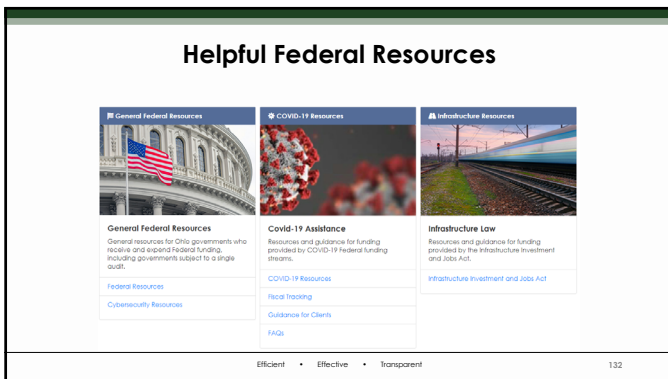 Helpful Federal Resources
General Federal Resources
General Federal Resources
General resources for Ohio governments who
receive and expend Federal funding,
including governments subject to a single
audit.
Federal Resources
Cybersecurity Resources
COVID-19 Resources
Covid-19 Assistance
Resources and guidance for funding
provided by COVID-19 Federal funding
streams.
COVID-19 Resources
Fiscal Tracking
Guidance for Clients
FAQs
Infrastructure Resources
Infrastructure Law
Resources and guidance for funding
provided by the Infrastructure Investment
and Jobs Act.
Infrastructure Investment and Jobs Act
Efficient • Effective • Transparent
132